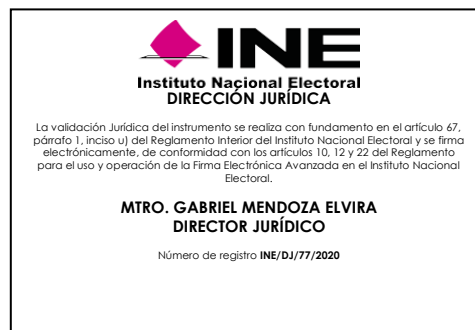 INE
Instituto Nacional Electoral
DIRECCIÓN JURÍDICA
La validación Jurídica del instrumento se realiza con fundamento en el artículo 67,
párrafo 1, inciso u) del Reglamento Interior del Instituto Nacional Electoral y se firma
electrónicamente, de conformidad con los artículos 10, 12 y 22 del Reglamento
para el uso y operación de la Firma Electrónica Avanzada en el Instituto Nacional
Electoral.
MTRO. GABRIEL MENDOZA ELVIRA
DIRECTOR JURÍDICO
Número de registro INE/DJ/77/2020